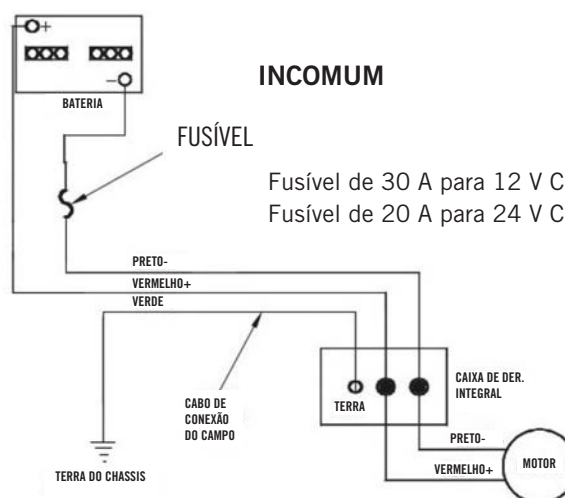 +
-
BATERIA
INCOMUM
FUSÍVEL
Fusível de 30 A para 12 V C
Fusível de 20 A para 24 V C
PRETO-
VERMELHO+
VERDE
CABO DE
CONEXÃO
DO CAMPO
TERRA DO CHASSIS
TERRA
CAIXA DE DER.
INTEGRAL
PRETO-
VERMELHO+
MOTOR